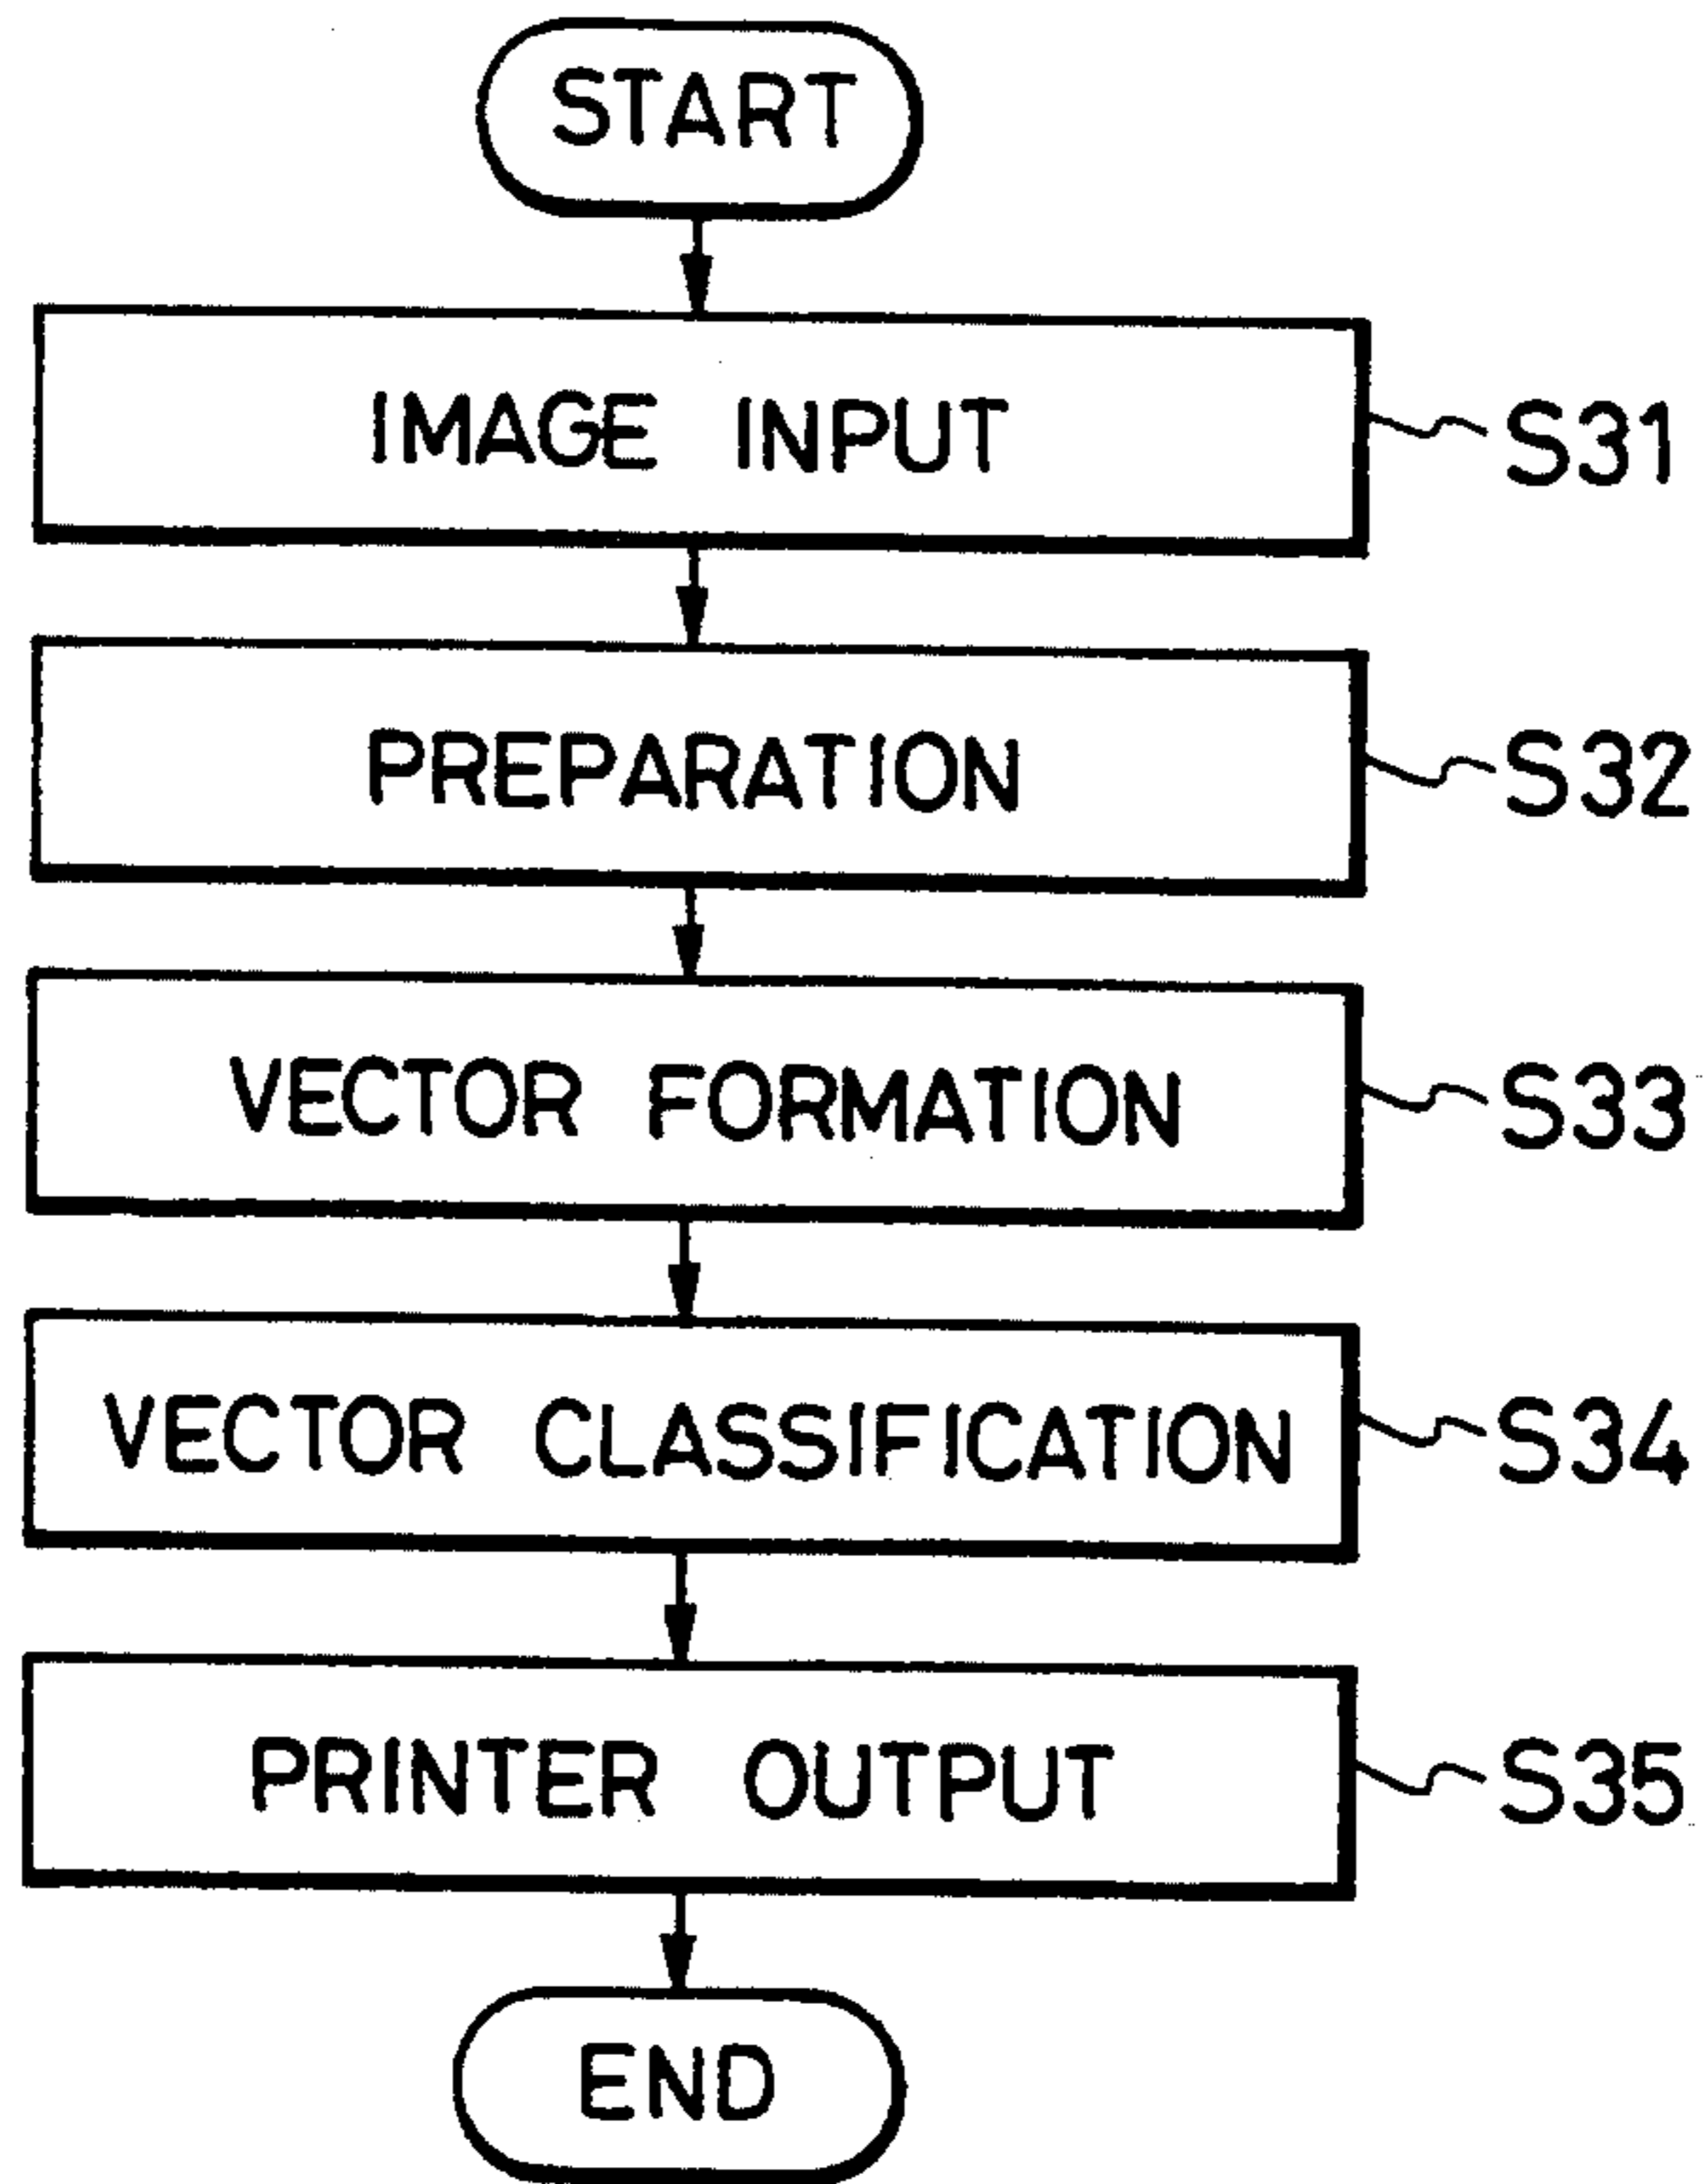 START
IMAGE INPUT
S31
PREPARATION
S32
VECTOR FORMATION
S33
VECTOR CLASSIFICATION
S34
PRINTER OUTPUT
S35
END